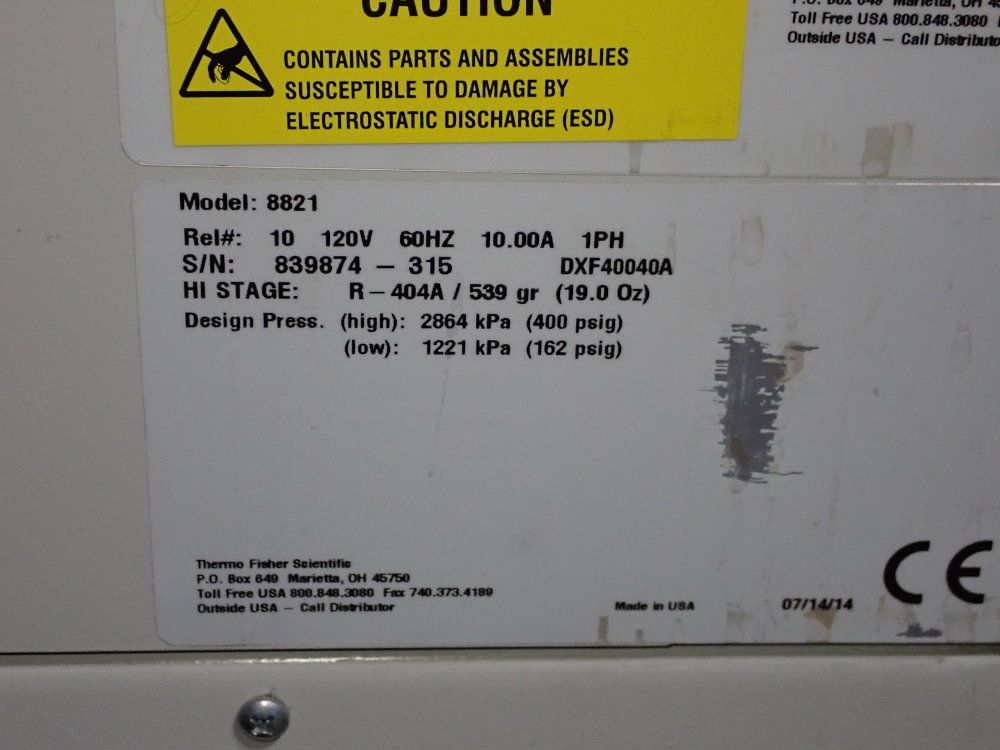 CAUTION
CONTAINS PARTS AND ASSEMBLIES
SUSCEPTIBLE TO DAMAGE BY
ELECTROSTATIC DISCHARGE (ESD)
P.O. Box 649 Marietta, OH
Toll Free USA 800.848.3080
Outside USA – Call
Model: 8821
Rel#: 10 120V 60HZ 10.00A 1PH
S/N: 839874 – 315 DXF40040A
HI STAGE: R–404A / 539 gr (19.0 Oz)
Design Press. (high): 2864 kPa (400 psig)
(low): 1221 kPa (162 psig)
Thermo Fisher Scientific
P.O. Box 649 Marietta, OH 45750
Toll Free USA 800.848.3080 Fax 740.373.4189
Outside USA – Call Distributor
Made in USA
07/14/14
CE